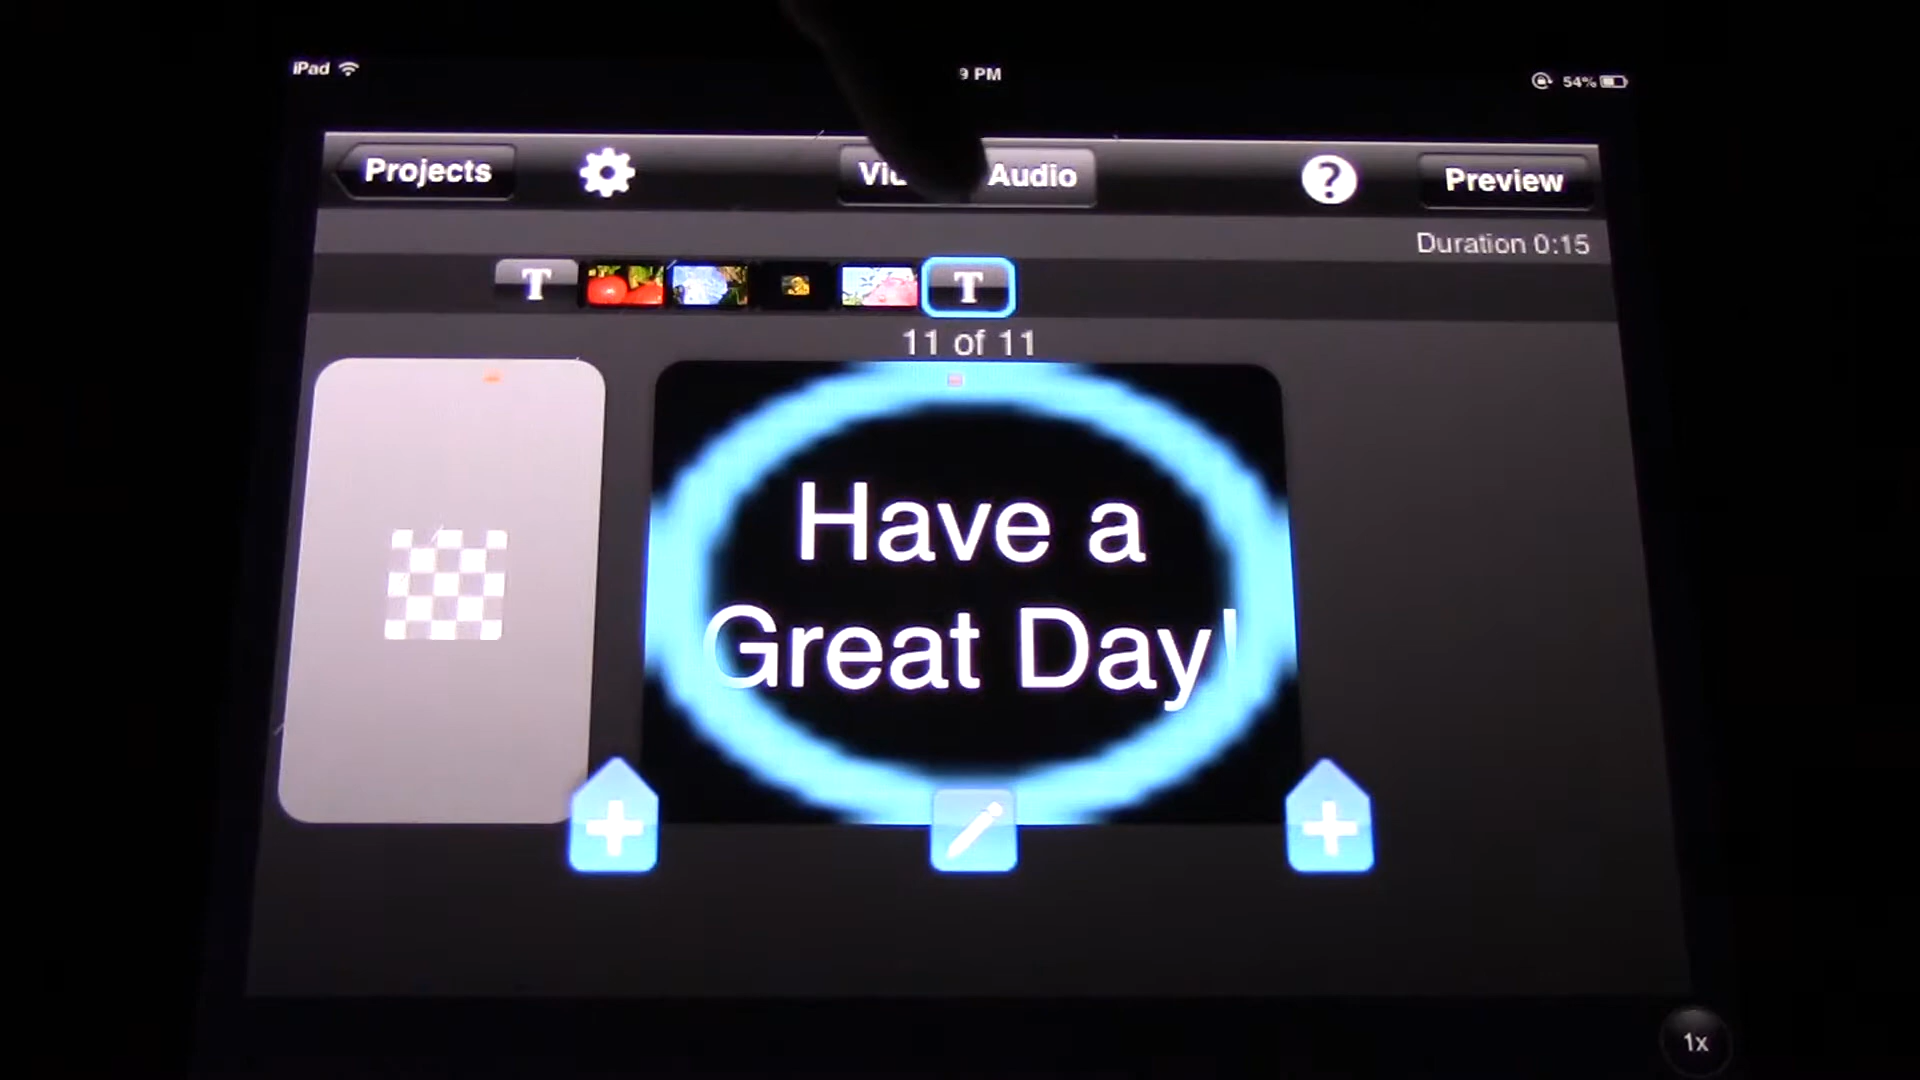 iPad
9 PM
54%
Projects
Audio
Preview
Duration 0:15
T
T
11 of 11
Have a
Great Day!
1x